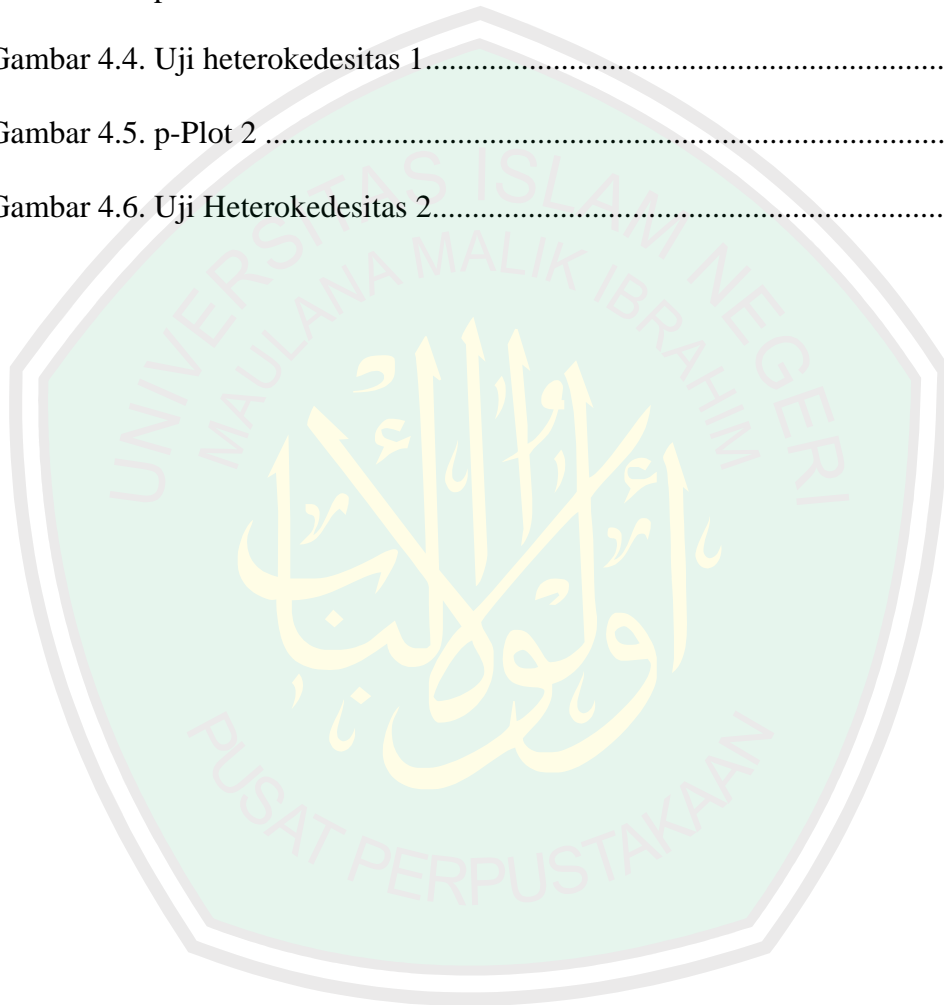 Gambar 4.4. Uji heterokedesitas 1..........................................................................
Gambar 4.5. p-Plot 2 ..........................................................................................
Gambar 4.6. Uji Heterokedesitas 2.........................................................................
UNIVERSITAS ISLAM NEGERI
MAULANA MALIK IBRAHIM
PUSAT PERPUSTAKAAN